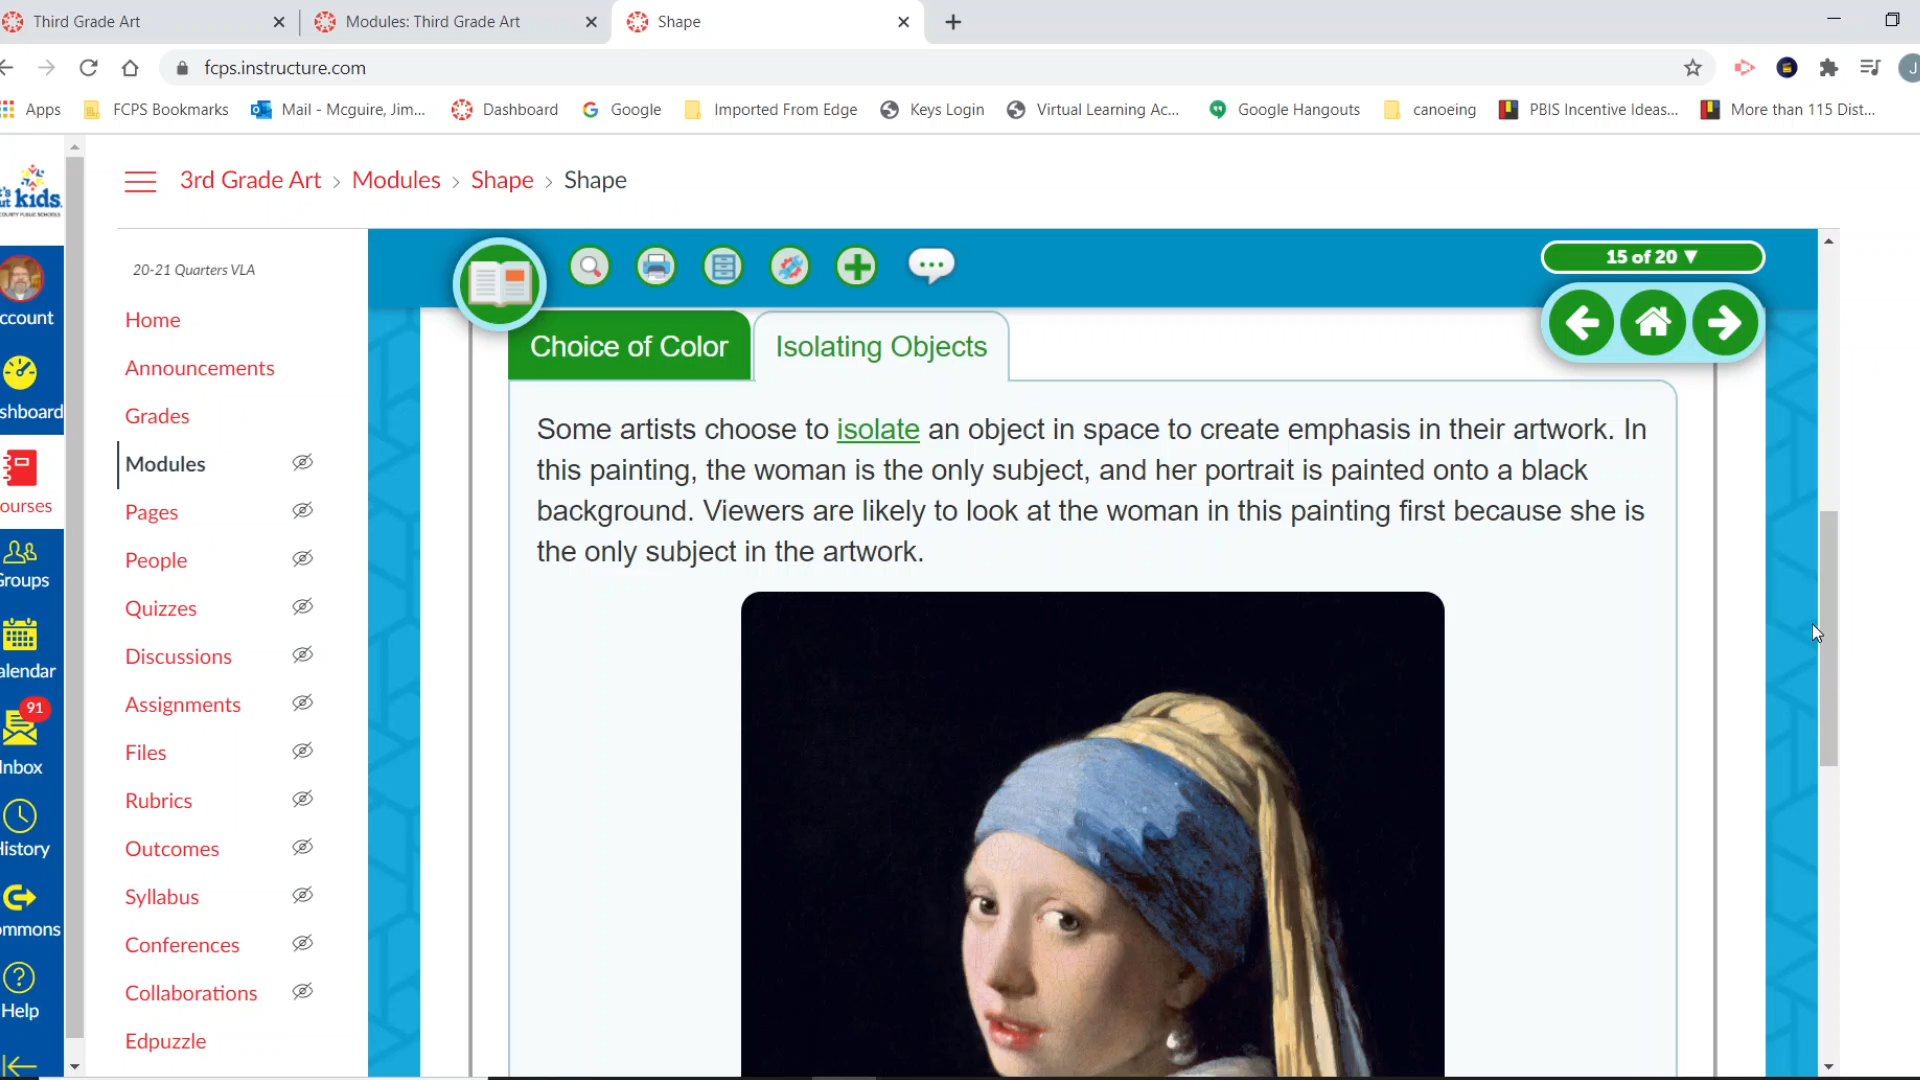 Third Grade Art
Modules: Third Grade Art
Shape
fcps.instructure.com
J
Apps
FCPS Bookmarks
Mail - Mcguire, Jim...
Dashboard
Google
Imported From Edge
Keys Login
Virtual Learning Ac...
Google Hangouts
canoeing
PBIS Incentive Ideas...
More than 115 Dist...
kids
3rd Grade Art > Modules > Shape > Shape
20-21 Quarters VLA
Home
Announcements
Grades
Modules
Pages
People
Quizzes
Discussions
Assignments
Files
Rubrics
Outcomes
Syllabus
Conferences
Collaborations
Edpuzzle
ccount
shboard
ourses
Groups
alendar
91
Inbox
History
ommons
Help
15 of 20 ▼
Choice of Color
Isolating Objects
Some artists choose to isolate an object in space to create emphasis in their artwork. In
this painting, the woman is the only subject, and her portrait is painted onto a black
background. Viewers are likely to look at the woman in this painting first because she is
the only subject in the artwork.